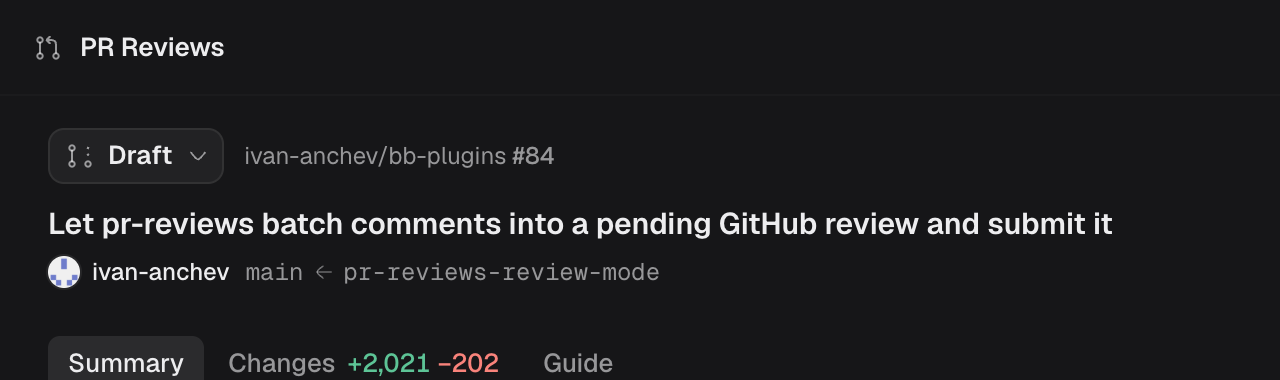 PR Reviews
Draft ivan-anchev/bb-plugins #84
Let pr-reviews batch comments into a pending GitHub review and submit it
ivan-anchev main ← pr-reviews-review-mode
Summary Changes +2,021 −202 Guide